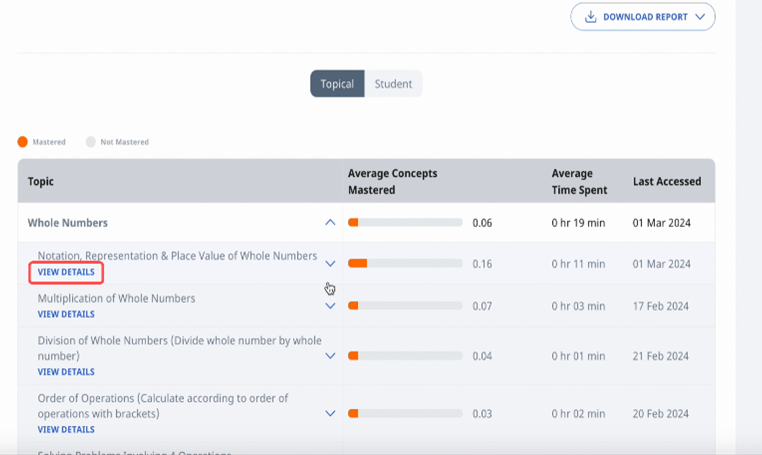 DOWNLOAD REPORT
Topical Student
Mastered Not Mastered
Topic Average Concepts Mastered Average Time Spent Last Accessed
Whole Numbers 0.06 0 hr 19 min 01 Mar 2024
Notation, Representation & Place Value of Whole Numbers 0.16 0 hr 11 min 01 Mar 2024
VIEW DETAILS
Multiplication of Whole Numbers 0.07 0 hr 03 min 17 Feb 2024
VIEW DETAILS
Division of Whole Numbers (Divide whole number by whole
number) 0.04 0 hr 01 min 21 Feb 2024
VIEW DETAILS
Order of Operations (Calculate according to order of
operations with brackets) 0.03 0 hr 02 min 20 Feb 2024
VIEW DETAILS
Solving Problems Involving 4 Operations